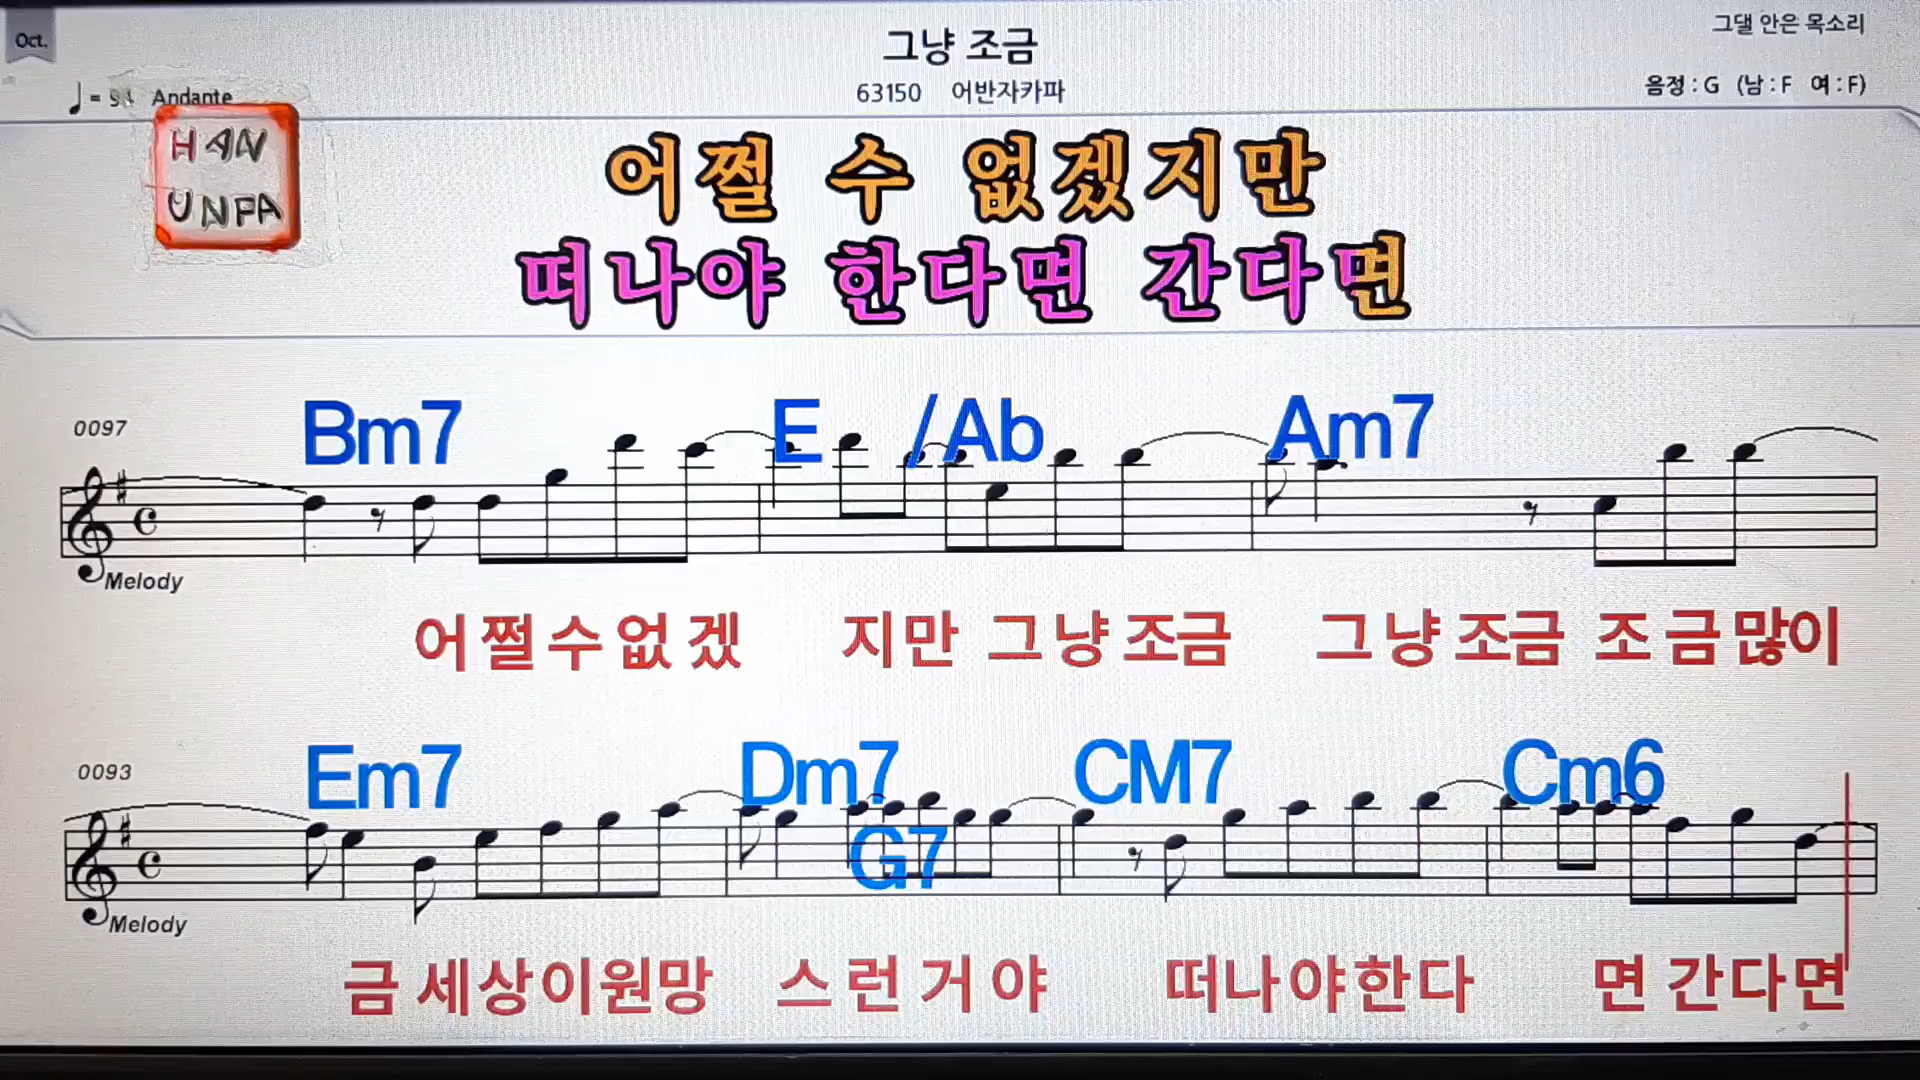 Oct.
그냥 조금
그댈 안은 목소리
♩ = 94 Andante
63150 어반자카파
음정 : G (남 : F 여 : F)
HAN
UNPA
어쩔 수 없겠지만
떠나야 한다면 간다면
0097
Bm7 E /Ab Am7
Melody
어쩔수없겠 지만 그냥조금 그냥조금 조금많이
0093
Em7 Dm7 CM7 Cm6
G7
Melody
금세상이원망 스런거야 떠나야한다 면간다면